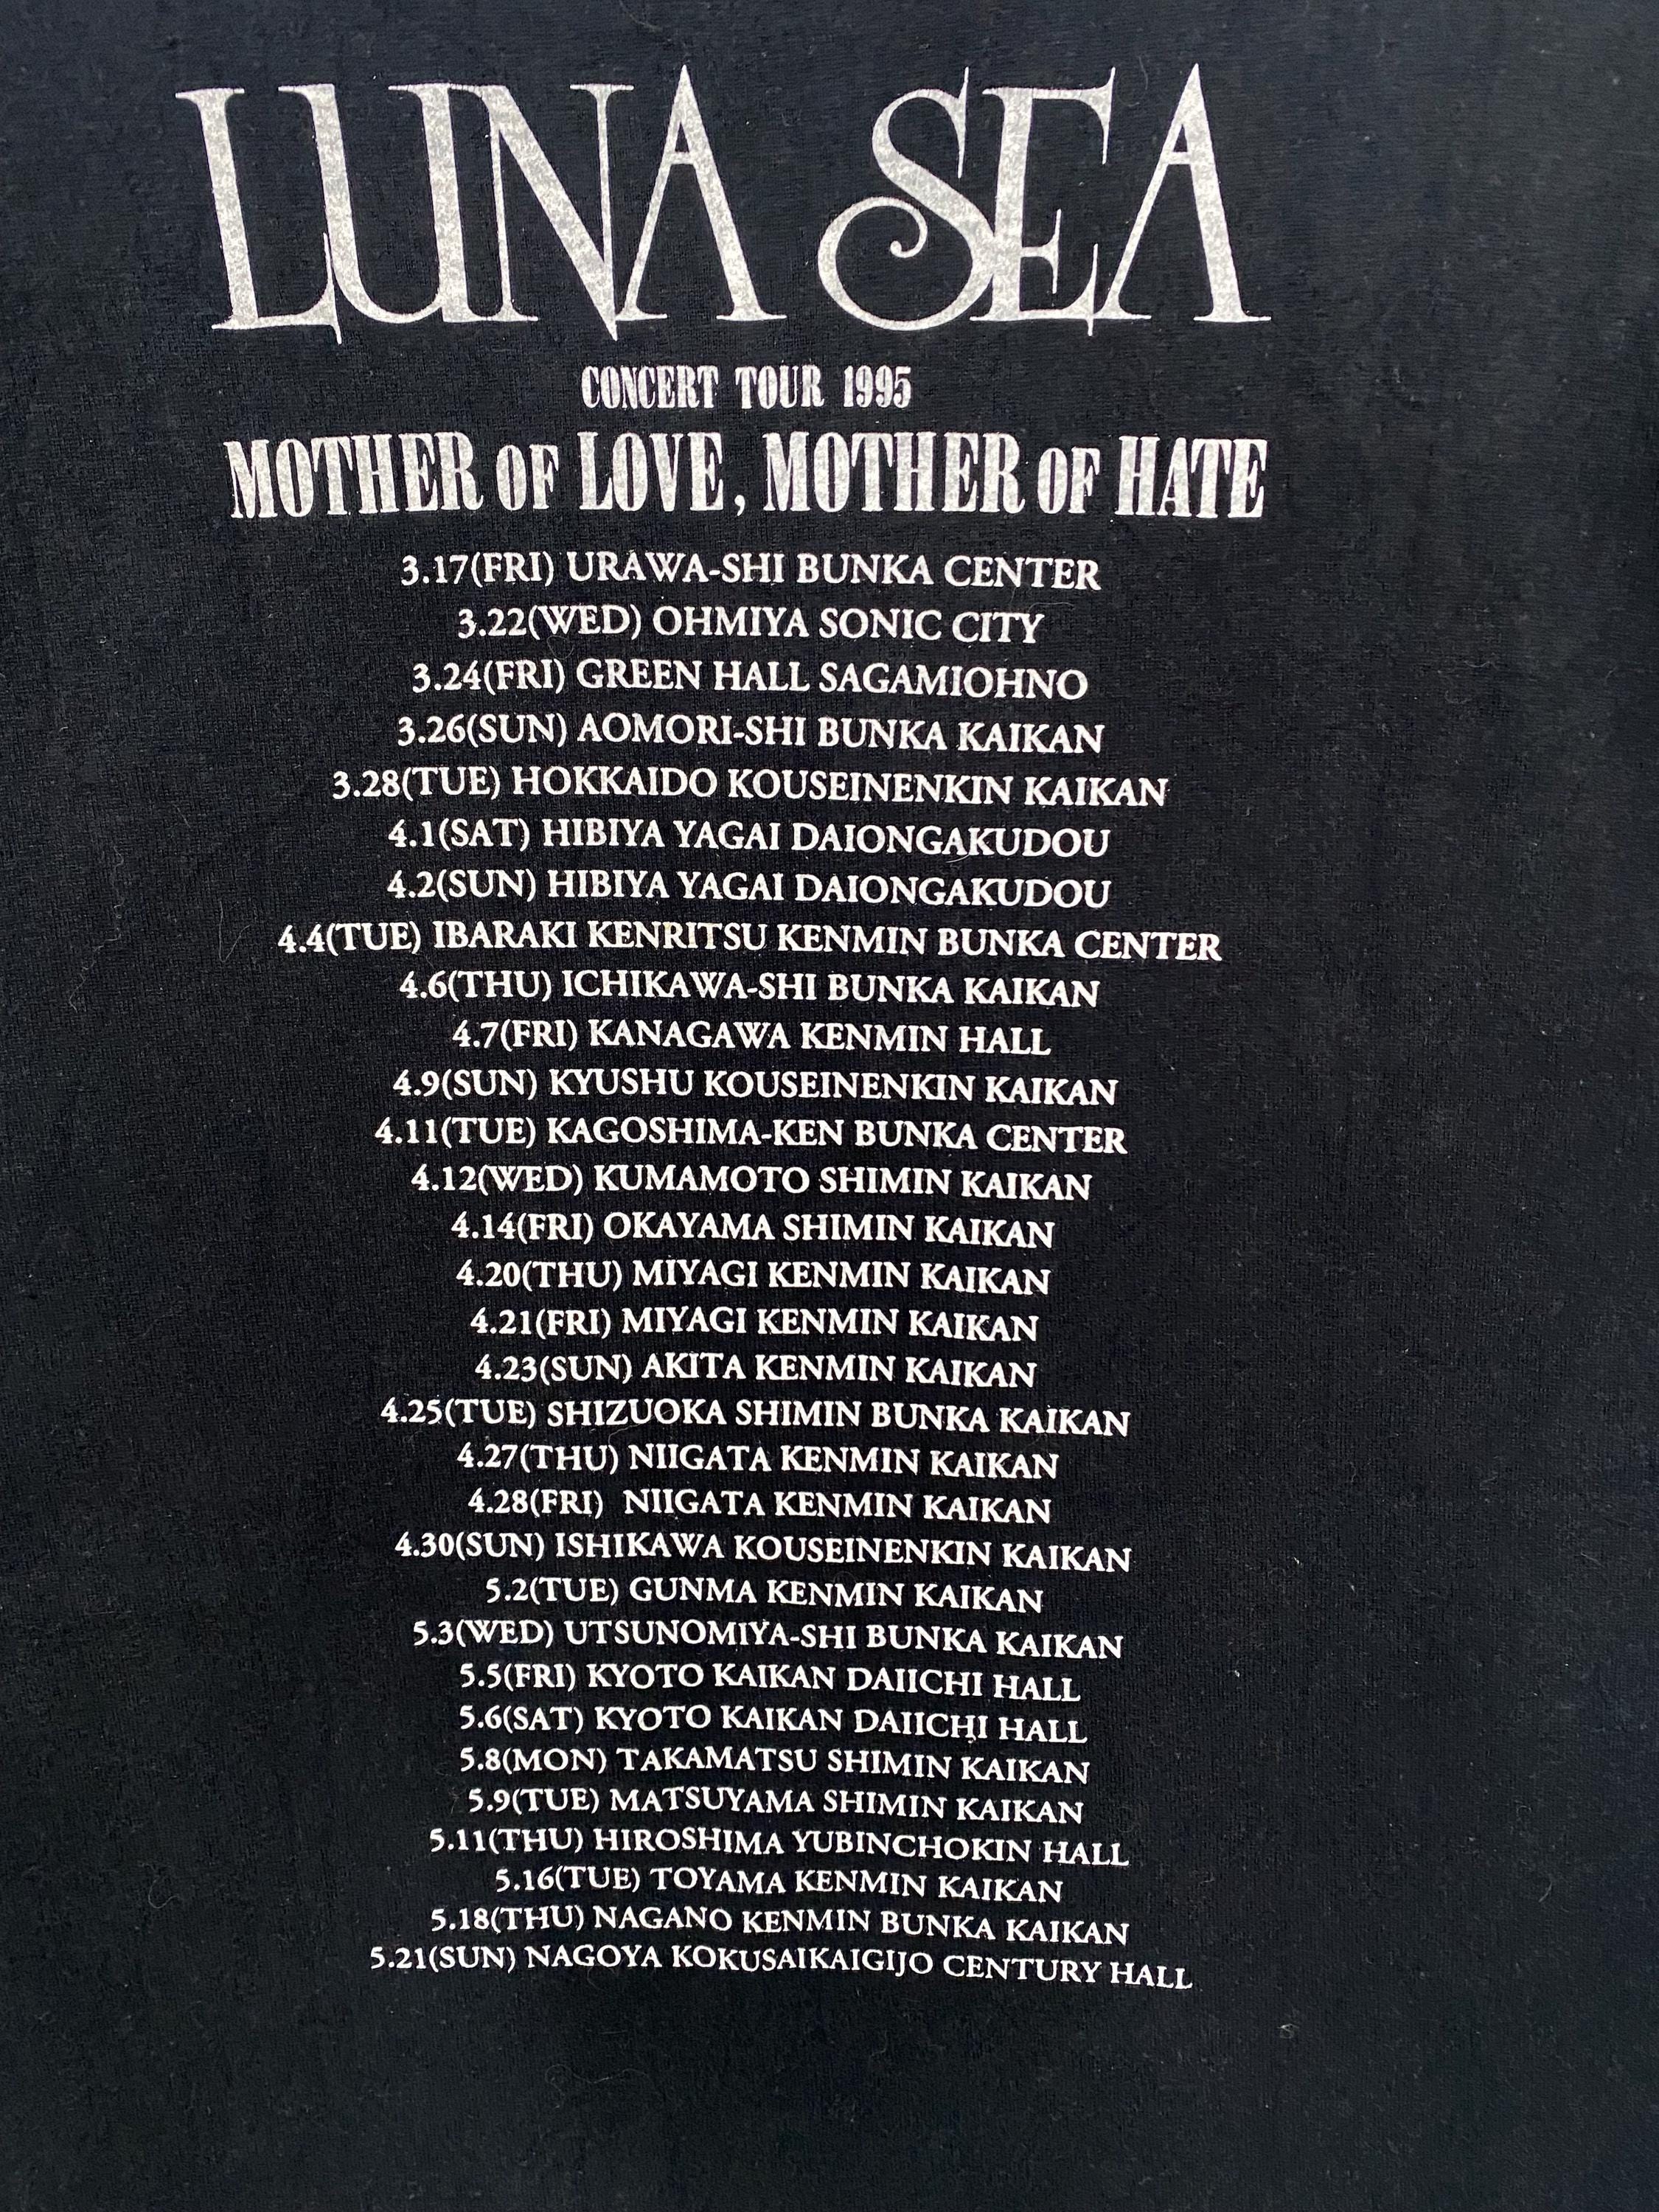 LUNA SEA
CONCERT TOUR 1995
MOTHER OF LOVE, MOTHER OF HATE
3.17(FRI) URAWA-SHI BUNKA CENTER
3.22(WED) OHMIYA SONIC CITY
3.24(FRI) GREEN HALL SAGAMIOHNO
3.26(SUN) AOMORI-SHI BUNKA KAIKAN
3.28(TUE) HOKKAIDO KOUSEINENKIN KAIKAN
4.1(SAT) HIBIYA YAGAI DAIONGAKUDOU
4.2(SUN) HIBIYA YAGAI DAIONGAKUDOU
4.4(TUE) IBARAKI KENRITSU KENMIN BUNKA CENTER
4.6(THU) ICHIKAWA-SHI BUNKA KAIKAN
4.7(FRI) KANAGAWA KENMIN HALL
4.9(SUN) KYUSHU KOUSEINENKIN KAIKAN
4.11(TUE) KAGOSHIMA-KEN BUNKA CENTER
4.12(WED) KUMAMOTO SHIMIN KAIKAN
4.14(FRI) OKAYAMA SHIMIN KAIKAN
4.20(THU) MIYAGI KENMIN KAIKAN
4.21(FRI) MIYAGI KENMIN KAIKAN
4.23(SUN) AKITA KENMIN KAIKAN
4.25(TUE) SHIZUOKA SHIMIN BUNKA KAIKAN
4.27(THU) NIIGATA KENMIN KAIKAN
4.28(FRI) NIIGATA KENMIN KAIKAN
4.30(SUN) ISHIKAWA KOUSEINENKIN KAIKAN
5.2(TUE) GUNMA KENMIN KAIKAN
5.3(WED) UTSUNOMIYA-SHI BUNKA KAIKAN
5.5(FRI) KYOTO KAIKAN DAIICHI HALL
5.6(SAT) KYOTO KAIKAN DAIICHI HALL
5.8(MON) TAKAMATSU SHIMIN KAIKAN
5.9(TUE) MATSUYAMA SHIMIN KAIKAN
5.11(THU) HIROSHIMA YUBINCHOKIN HALL
5.16(TUE) TOYAMA KENMIN KAIKAN
5.18(THU) NAGANO KENMIN BUNKA KAIKAN
5.21(SUN) NAGOYA KOKUSAIKAIGIJO CENTURY HALL